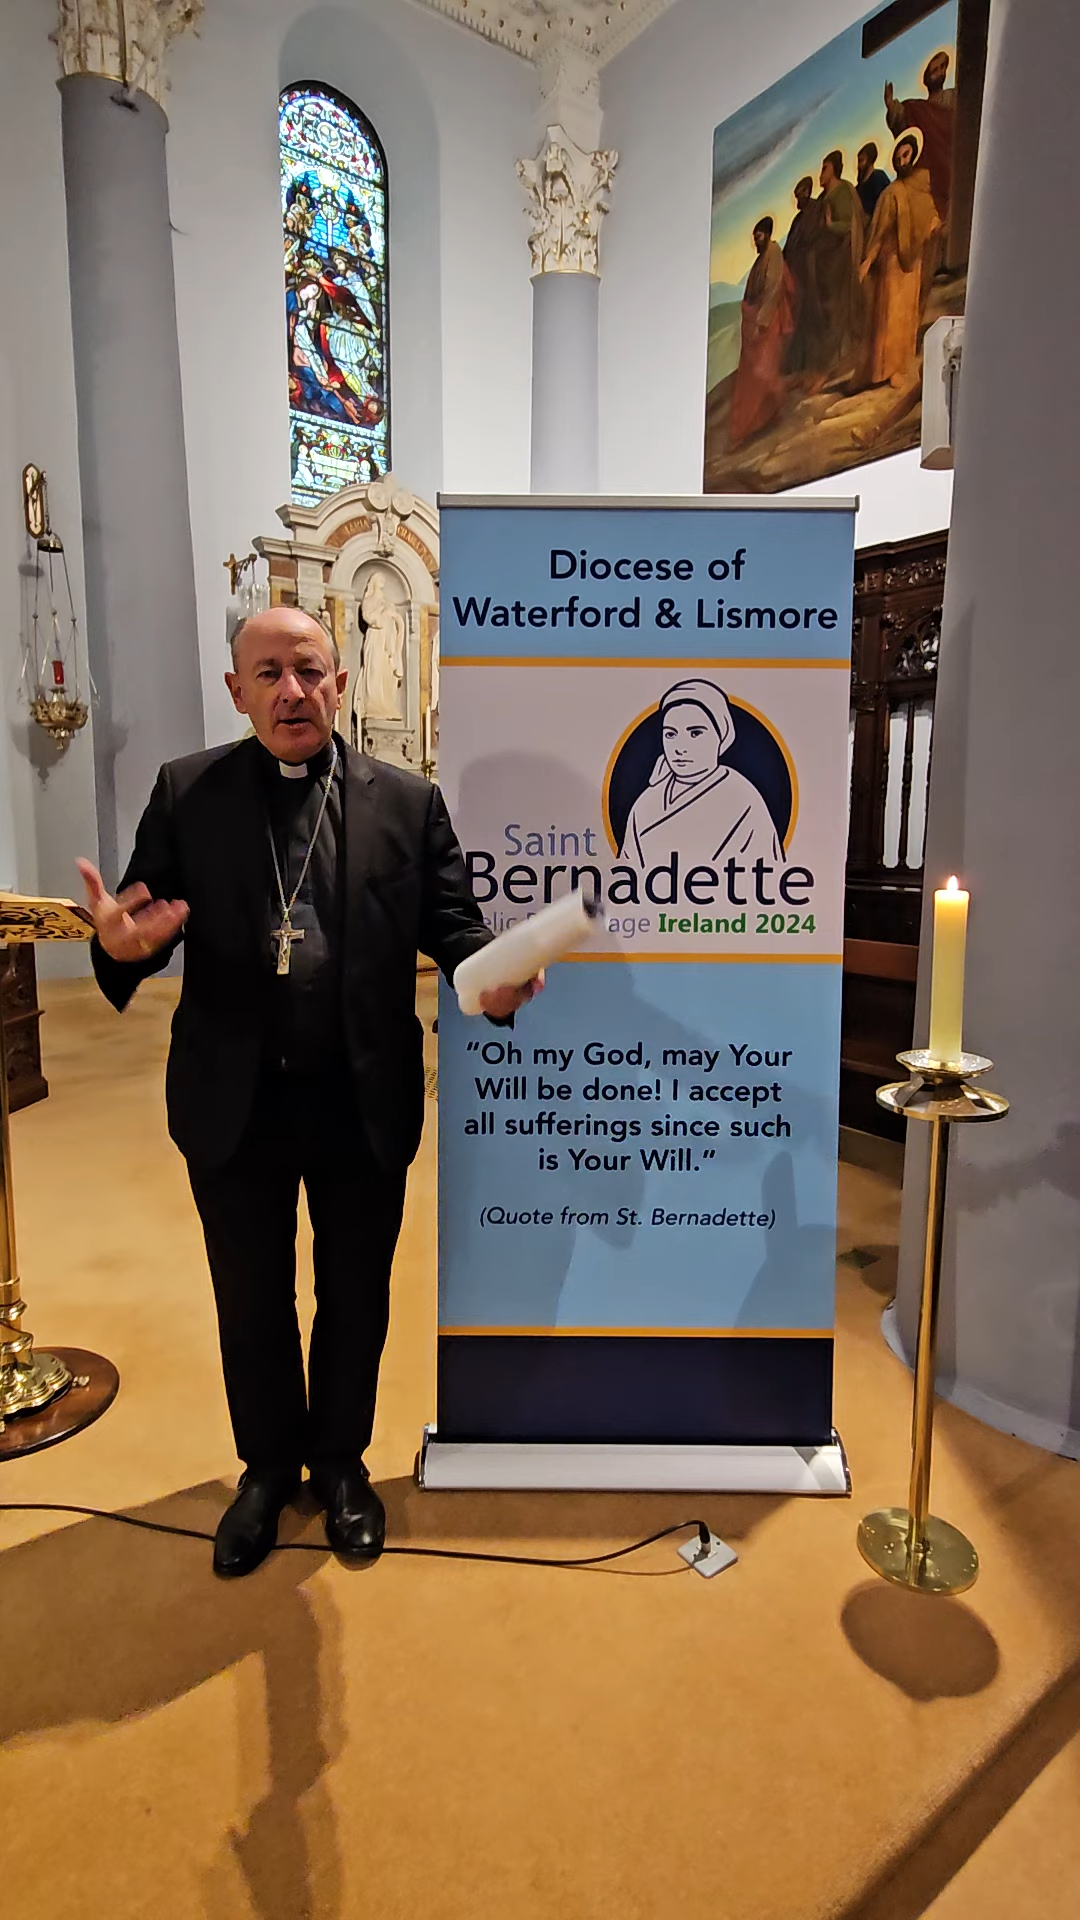 Diocese of
Waterford & Lismore
Saint
Bernadette
Ireland 2024
“Oh my God, may Your
Will be done! I accept
all sufferings since such
is Your Will.”
(Quote from St. Bernadette)